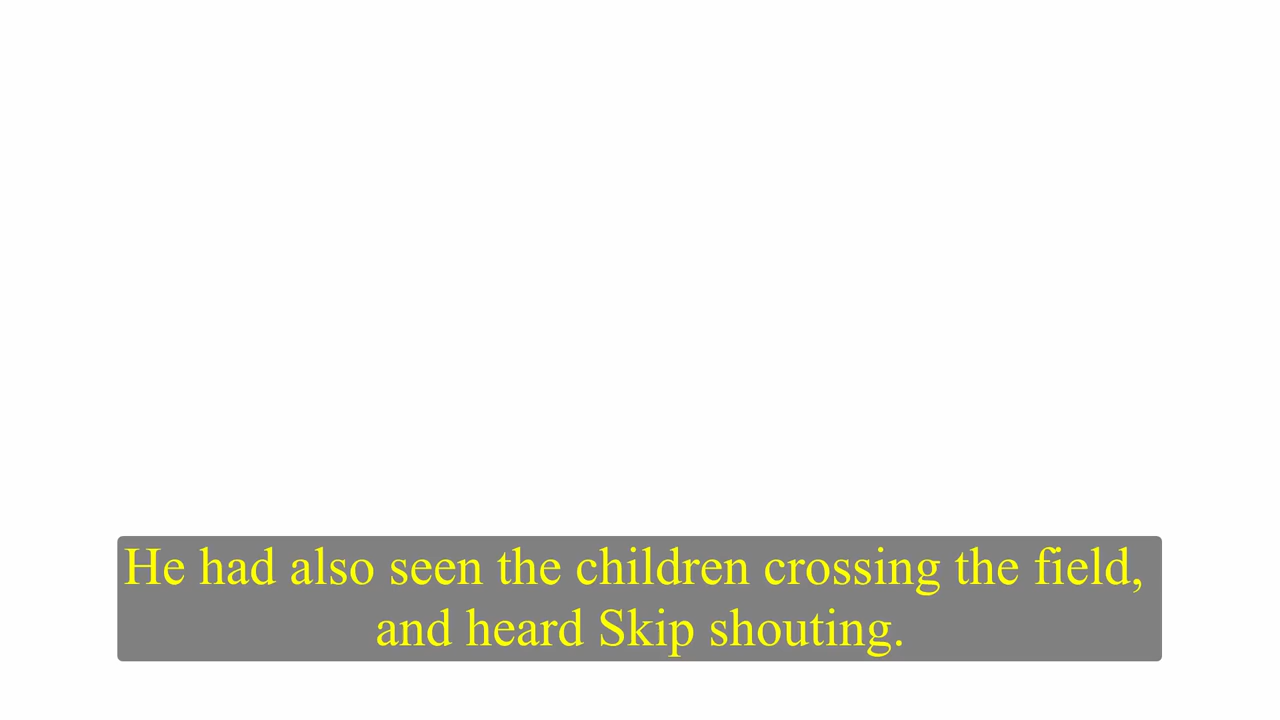 He had also seen the children crossing the field,
and heard Skip shouting.